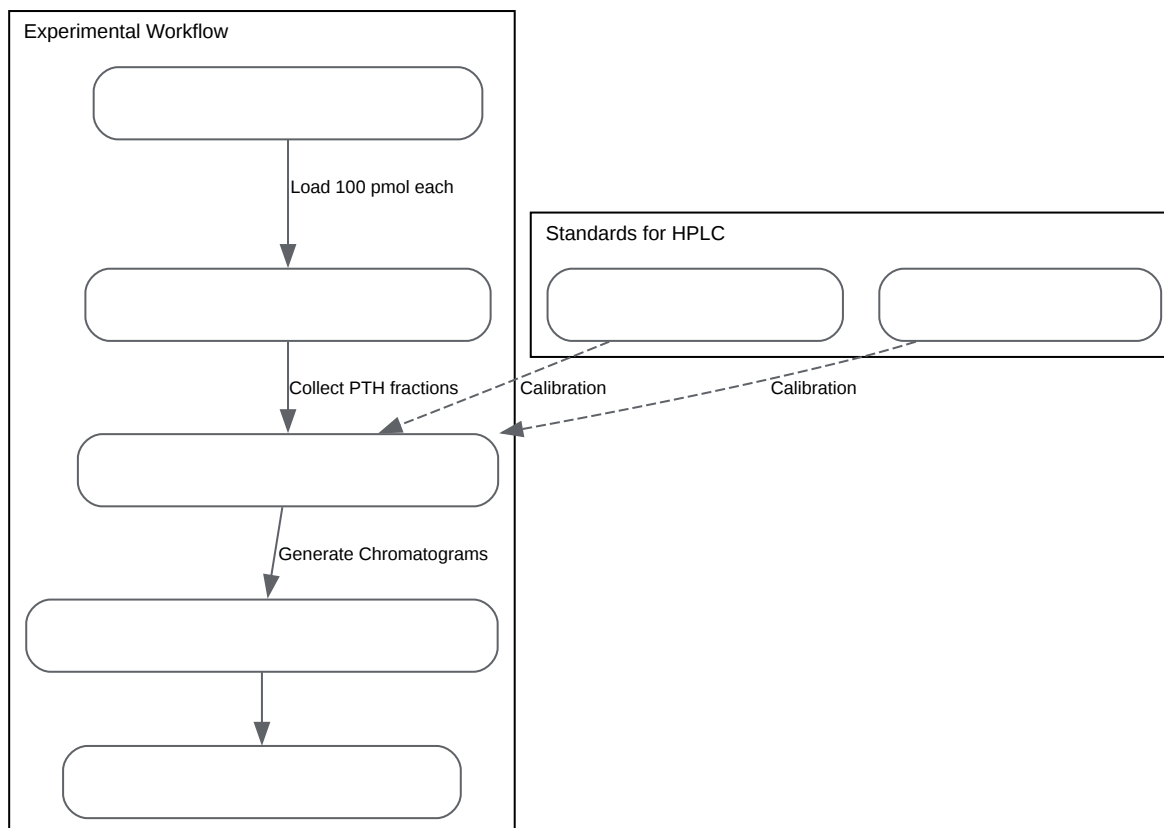 Experimental Workflow
Load 100 pmol each
Standards for HPLC
Collect PTH fractions
Calibration
Calibration
Generate Chromatograms